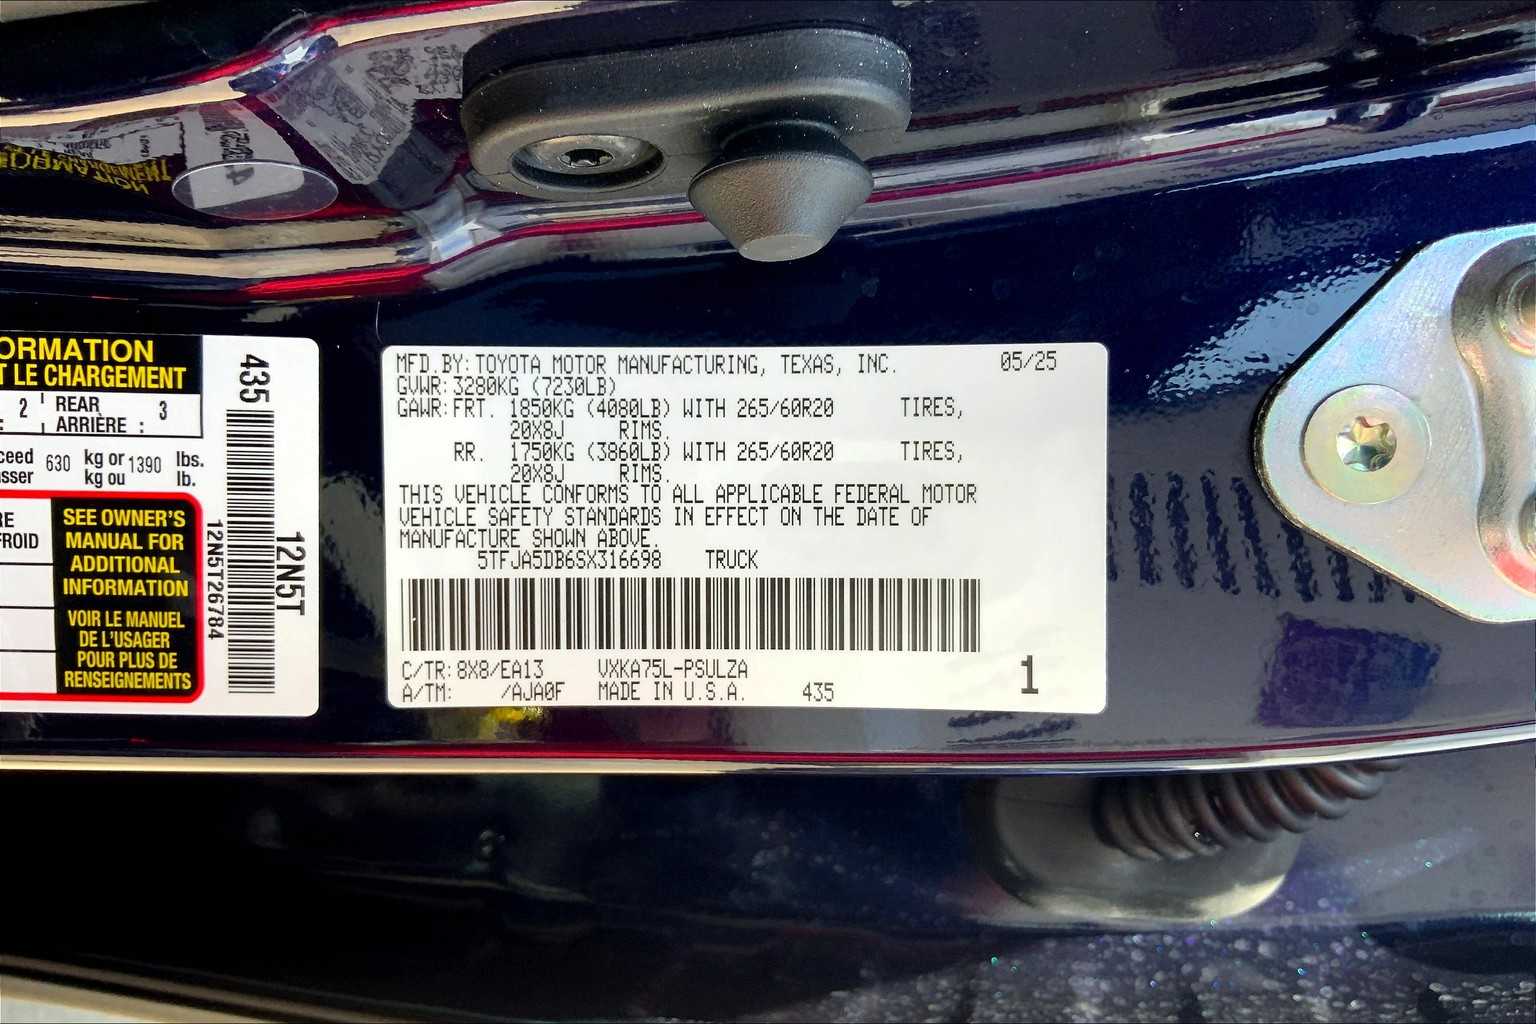 ORMATION
T LE CHARGEMENT
: 2 REAR 3
ARRIÈRE :
ceed 630 kg or 1390 lbs.
sser kg ou lb.
RE
FROID
SEE OWNER'S
MANUAL FOR
ADDITIONAL
INFORMATION
VOIR LE MANUEL
DE L'USAGER
POUR PLUS DE
RENSEIGNEMENTS
435
12N5T
12N5T26784
MFD.BY: TOYOTA MOTOR MANUFACTURING, TEXAS, INC. 05/25
GVWR: 3280KG (7230LB)
GAWR: FRT. 1850KG (4080LB) WITH 265/60R20 TIRES,
20X8J RIMS.
RR. 1750KG (3860LB) WITH 265/60R20 TIRES,
20X8J RIMS.
THIS VEHICLE CONFORMS TO ALL APPLICABLE FEDERAL MOTOR
VEHICLE SAFETY STANDARDS IN EFFECT ON THE DATE OF
MANUFACTURE SHOWN ABOVE.
5TFJA5DB6SX316698 TRUCK
C/TR: 8X8/EA13 VXKA75L-PSULZA
A/TM: /AJA0F MADE IN U.S.A. 435
1